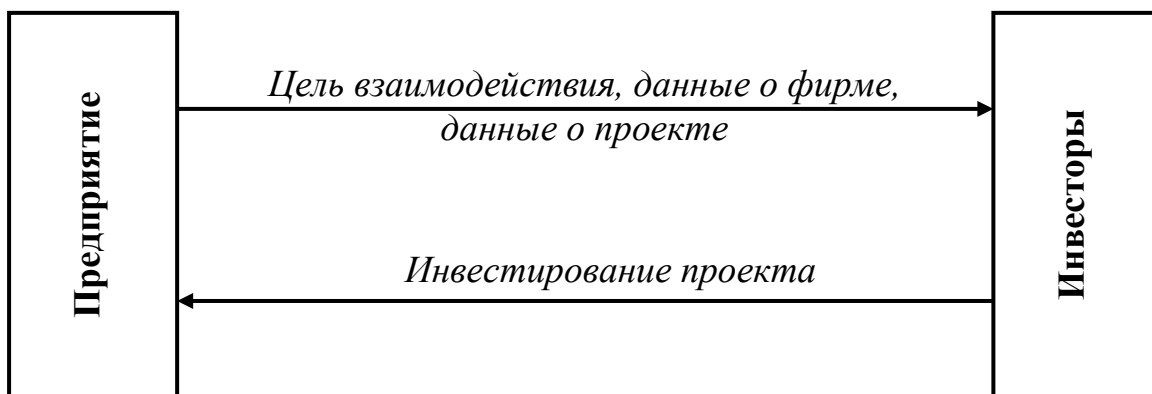 Предприятие
Цель взаимодействия, данные о фирме,
данные о проекте
Инвестирование проекта
Инвесторы